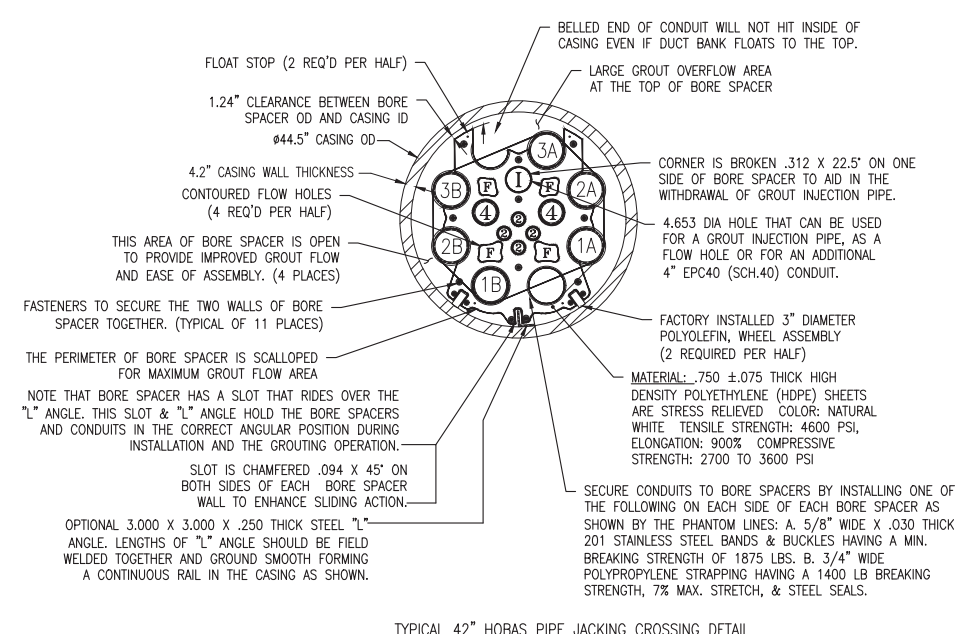 BELLED END OF CONDUIT WILL NOT HIT INSIDE OF
CASING EVEN IF DUCT BANK FLOATS TO THE TOP.
FLOAT STOP (2 REQ'D PER HALF)
LARGE GROUT OVERFLOW AREA
AT THE TOP OF BORE SPACER
1.24" CLEARANCE BETWEEN BORE
SPACER OD AND CASING ID
ø44.5" CASING OD
4.2" CASING WALL THICKNESS
CONTOURED FLOW HOLES
(4 REQ'D PER HALF)
THIS AREA OF BORE SPACER IS OPEN
TO PROVIDE IMPROVED GROUT FLOW
AND EASE OF ASSEMBLY. (4 PLACES)
FASTENERS TO SECURE THE TWO WALLS OF BORE
SPACER TOGETHER. (TYPICAL OF 11 PLACES)
THE PERIMETER OF BORE SPACER IS SCALLOPED
FOR MAXIMUM GROUT FLOW AREA
NOTE THAT BORE SPACER HAS A SLOT THAT RIDES OVER THE
"L" ANGLE. THIS SLOT & "L" ANGLE HOLD THE BORE SPACERS
AND CONDUITS IN THE CORRECT ANGULAR POSITION DURING
INSTALLATION AND THE GROUTING OPERATION.
SLOT IS CHAMFERED .094 X 45° ON
BOTH SIDES OF EACH BORE SPACER
WALL TO ENHANCE SLIDING ACTION.
OPTIONAL 3.000 X 3.000 X .250 THICK STEEL "L"
ANGLE. LENGTHS OF "L" ANGLE SHOULD BE FIELD
WELDED TOGETHER AND GROUND SMOOTH FORMING
A CONTINUOUS RAIL IN THE CASING AS SHOWN.
3A
3B
I
F
F
2A
4
4
2
2
2
2
2B
F
F
1A
1B
CORNER IS BROKEN .312 X 22.5° ON ONE
SIDE OF BORE SPACER TO AID IN THE
WITHDRAWAL OF GROUT INJECTION PIPE.
4.653 DIA HOLE THAT CAN BE USED
FOR A GROUT INJECTION PIPE, AS A
FLOW HOLE OR FOR AN ADDITIONAL
4" EPC40 (SCH.40) CONDUIT.
FACTORY INSTALLED 3" DIAMETER
POLYOLEFIN, WHEEL ASSEMBLY
(2 REQUIRED PER HALF)
MATERIAL: .750 ±.075 THICK HIGH
DENSITY POLYETHYLENE (HDPE) SHEETS
ARE STRESS RELIEVED COLOR: NATURAL
WHITE TENSILE STRENGTH: 4600 PSI,
ELONGATION: 900% COMPRESSIVE
STRENGTH: 2700 TO 3600 PSI
SECURE CONDUITS TO BORE SPACERS BY INSTALLING ONE OF
THE FOLLOWING ON EACH SIDE OF EACH BORE SPACER AS
SHOWN BY THE PHANTOM LINES: A. 5/8" WIDE X .030 THICK
201 STAINLESS STEEL BANDS & BUCKLES HAVING A MIN.
BREAKING STRENGTH OF 1875 LBS. B. 3/4" WIDE
POLYPROPYLENE STRAPPING HAVING A 1400 LB BREAKING
STRENGTH, 7% MAX. STRETCH, & STEEL SEALS.
TYPICAL 42" HOBAS PIPE JACKING CROSSING DETAIL